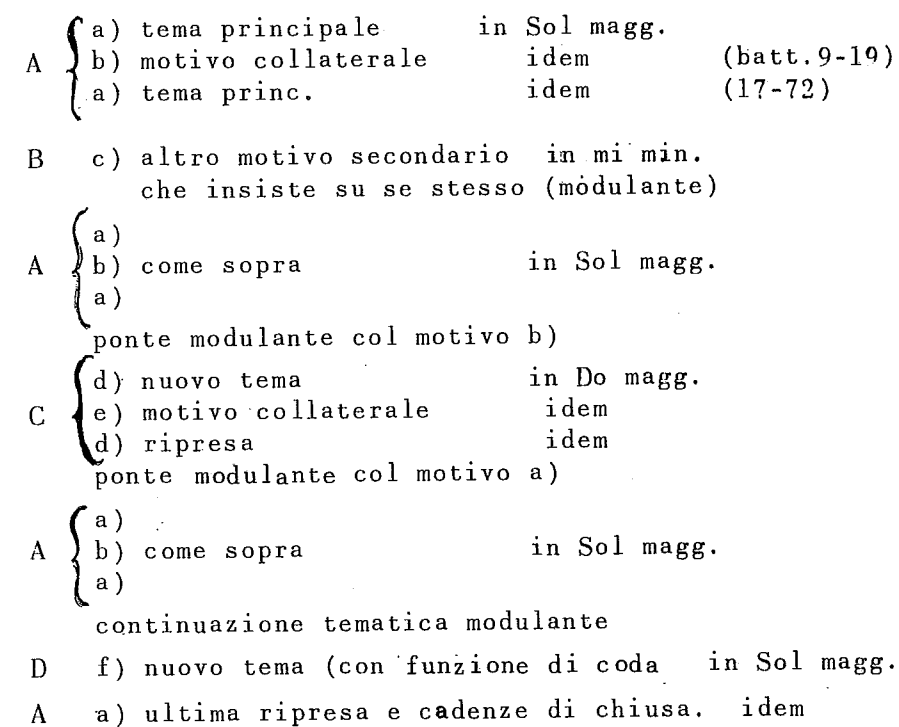 a) tema principale in Sol magg.
A b) motivo collaterale idem (batt.9-19)
a) tema princ. idem (17-72)
B c) altro motivo secondario in mi min.
che insiste su se stesso (modulante)
a)
A b) come sopra in Sol magg.
a)
ponte modulante col motivo b)
d) nuovo tema in Do magg.
C e) motivo collaterale idem
d) ripresa idem
ponte modulante col motivo a)
a)
A b) come sopra in Sol magg.
a)
continuazione tematica modulante
D f) nuovo tema (con funzione di coda in Sol magg.
A a) ultima ripresa e cadenze di chiusa. idem